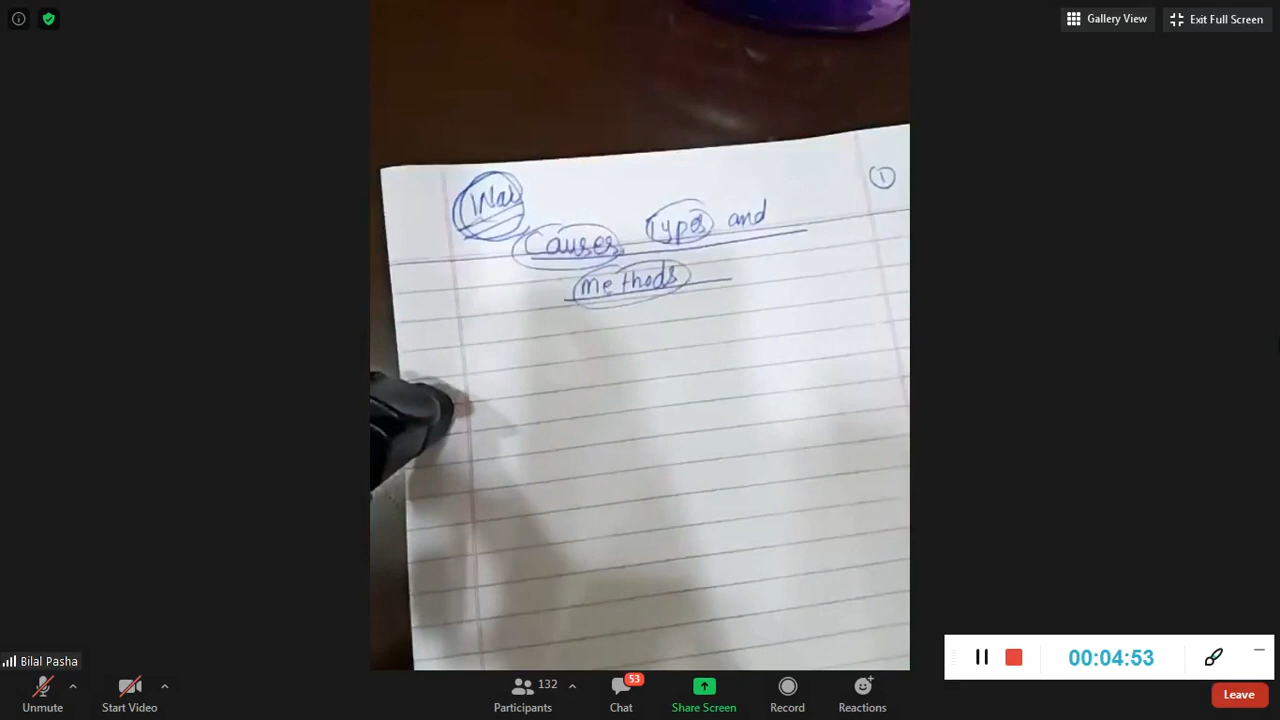 Gallery View
Exit Full Screen
War
1
Causes, Types and
methods
Bilal Pasha
00:04:53
Unmute
Start Video
132
Participants
53
Chat
Share Screen
Record
Reactions
Leave